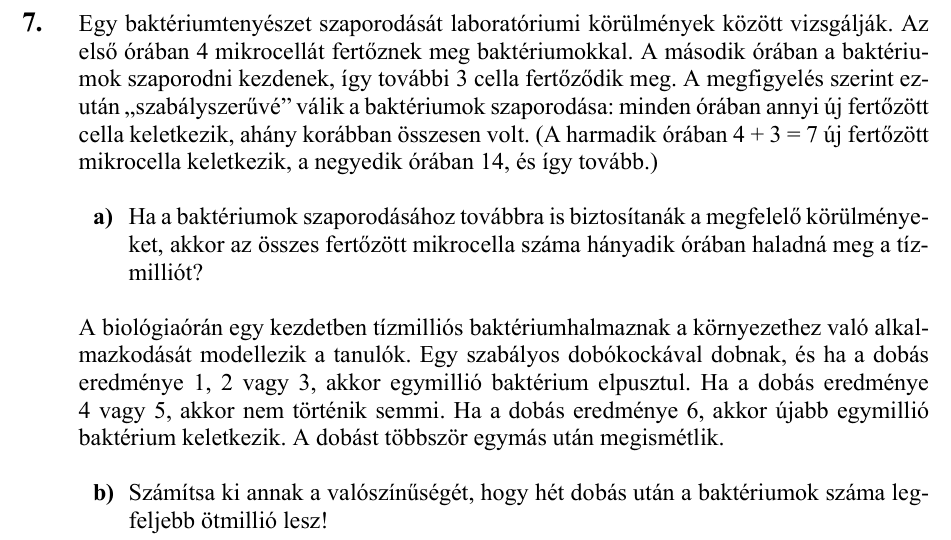 7. Egy baktériumtenyészet szaporodását laboratóriumi körülmények között vizsgálják. Az
első órában 4 mikrocellát fertőznek meg baktériumokkal. A második órában a baktériu-
mok szaporodni kezdenek, így további 3 cella fertőződik meg. A megfigyelés szerint ez-
után „szabályszerűvé” válik a baktériumok szaporodása: minden órában annyi új fertőzött
cella keletkezik, ahány korábban összesen volt. (A harmadik órában 4 + 3 = 7 új fertőzött
mikrocella keletkezik, a negyedik órában 14, és így tovább.)
a) Ha a baktériumok szaporodásához továbbra is biztosítanák a megfelelő körülménye-
ket, akkor az összes fertőzött mikrocella száma hányadik órában haladná meg a tíz-
milliót?
A biológiaórán egy kezdetben tízmilliós baktériumhalmaznak a környezethez való alkal-
mazkodását modellezik a tanulók. Egy szabályos dobókockával dobnak, és ha a dobás
eredménye 1, 2 vagy 3, akkor egymillió baktérium elpusztul. Ha a dobás eredménye
4 vagy 5, akkor nem történik semmi. Ha a dobás eredménye 6, akkor újabb egymillió
baktérium keletkezik. A dobást többször egymás után megismétlik.
b) Számítsa ki annak a valószínűségét, hogy hét dobás után a baktériumok száma leg-
feljebb ötmillió lesz!